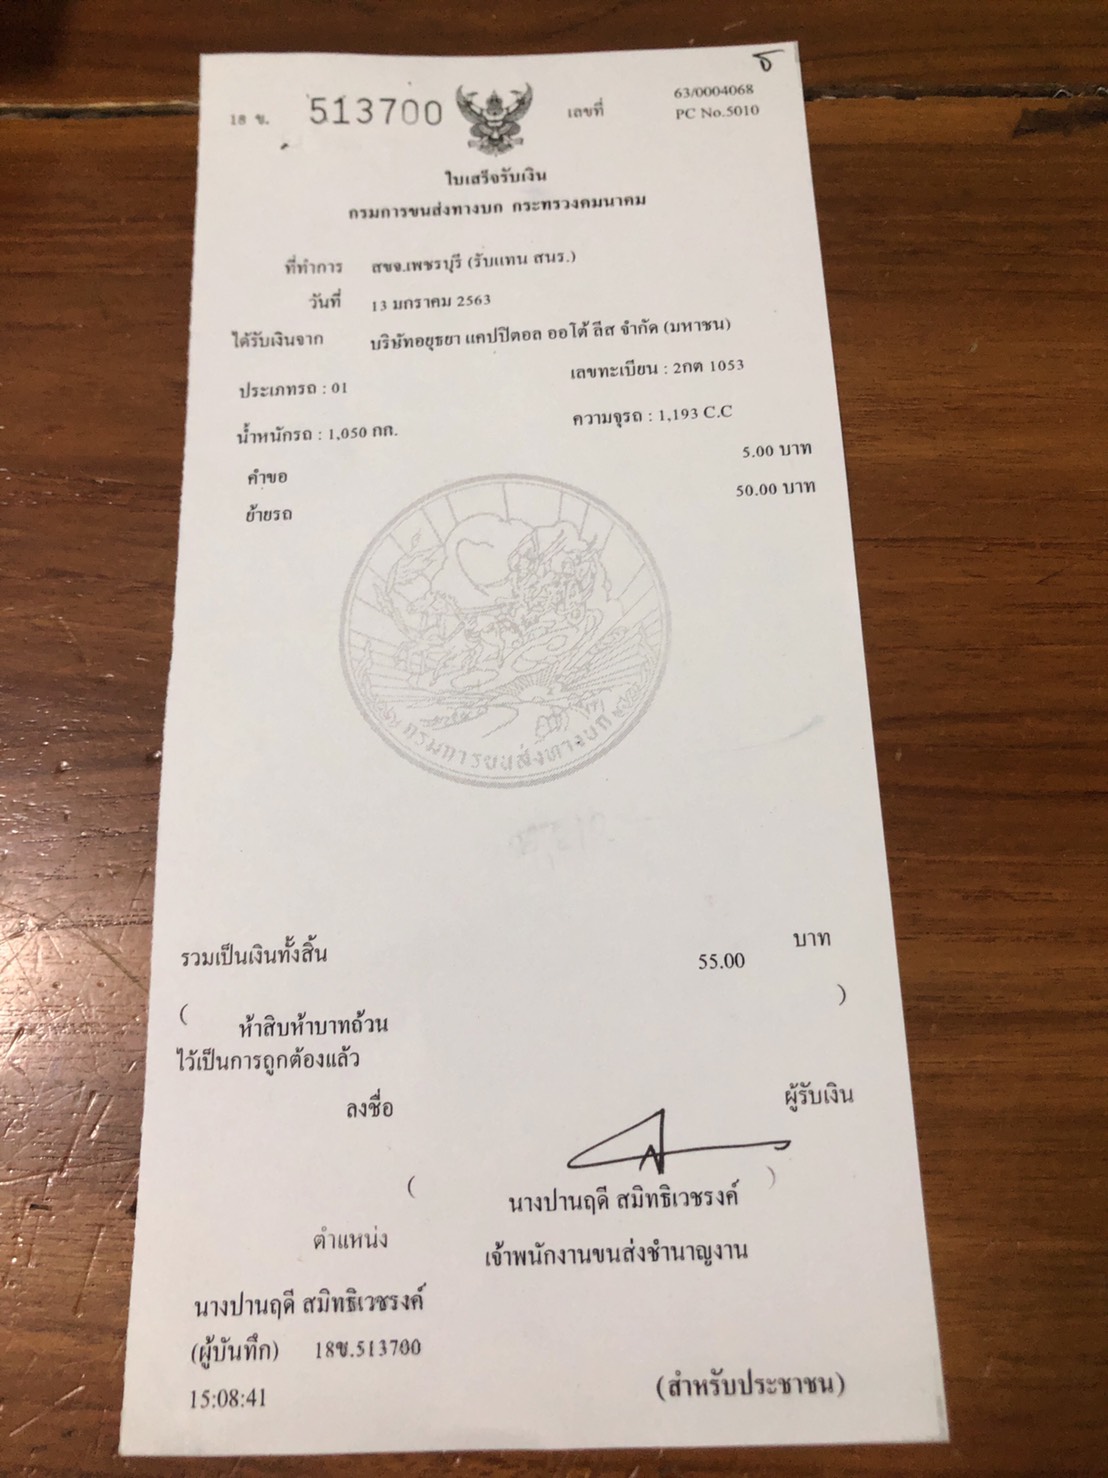 ธ
18 ข. 513700 เลขที่ 63/0004068
PC No.5010
ใบเสร็จรับเงิน
กรมการขนส่งทางบก กระทรวงคมนาคม
ที่ทำการ สขจ.เพชรบุรี (รับแทน สนร.)
วันที่ 13 มกราคม 2563
ได้รับเงินจาก บริษัทอยุธยา แคปปิตอล ออโต้ ลีส จำกัด (มหาชน)
ประเภทรถ : 01 เลขทะเบียน : 2กต 1053
น้ำหนักรถ : 1,050 กก. ความจุรถ : 1,193 C.C
คำขอ 5.00 บาท
ย้ายรถ 50.00 บาท
กรมการขนส่งทางบก
รวมเป็นเงินทั้งสิ้น 55.00 บาท
( ห้าสิบห้าบาทถ้วน )
ไว้เป็นการถูกต้องแล้ว
ลงชื่อ ผู้รับเงิน
( นางปานฤดี สมิทธิเวชรงค์ )
ตำแหน่ง เจ้าพนักงานขนส่งชำนาญงาน
นางปานฤดี สมิทธิเวชรงค์
(ผู้บันทึก) 18ข.513700
15:08:41 (สำหรับประชาชน)